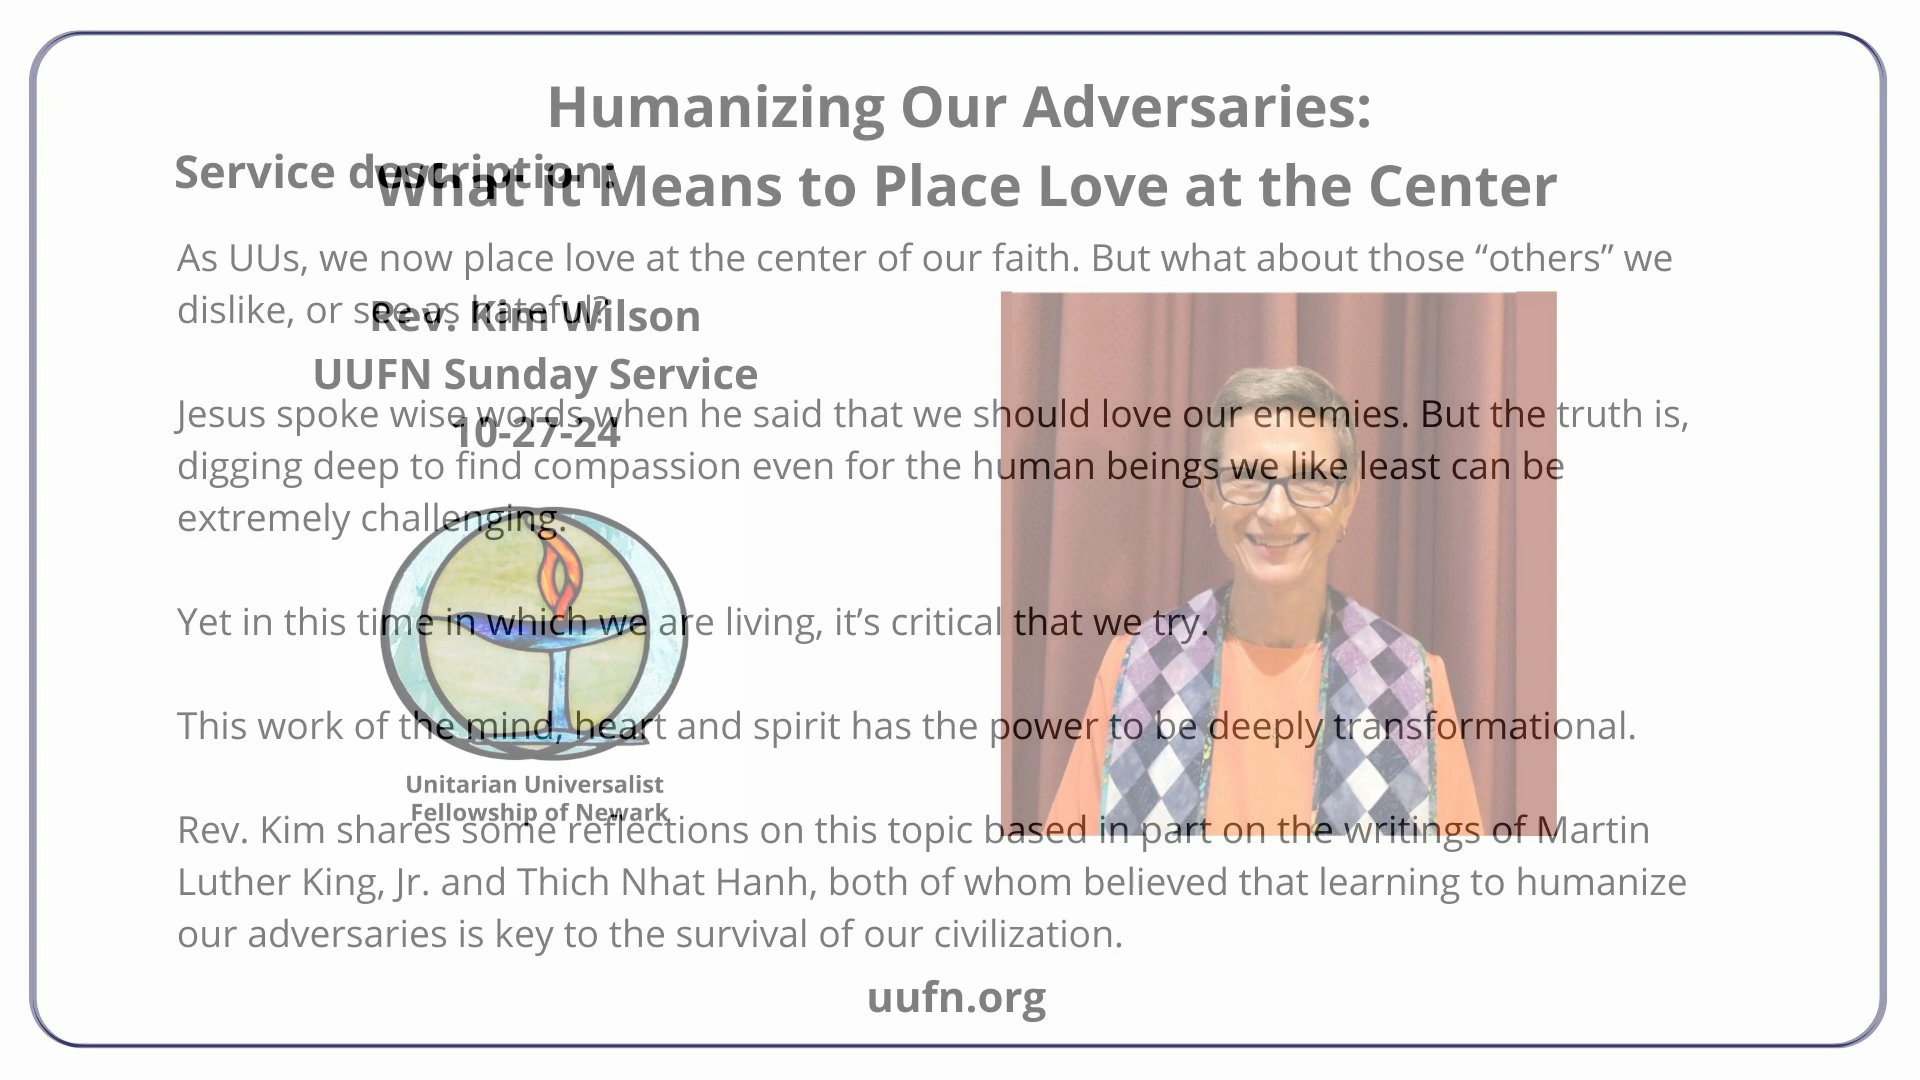 Humanizing Our Adversaries:
What it Means to Place Love at the Center
Rev. Kim Wilson
UUFN Sunday Service
10-27-24
Unitarian Universalist
Fellowship of Newark
uufn.org
Service description:
As UUs, we now place love at the center of our faith. But what about those “others” we
dislike, or see as hateful?
Jesus spoke wise words when he said that we should love our enemies. But the truth is,
digging deep to find compassion even for the human beings we like least can be
extremely challenging.
Yet in this time in which we are living, it’s critical that we try.
This work of the mind, heart and spirit has the power to be deeply transformational.
Rev. Kim shares some reflections on this topic based in part on the writings of Martin
Luther King, Jr. and Thich Nhat Hanh, both of whom believed that learning to humanize
our adversaries is key to the survival of our civilization.